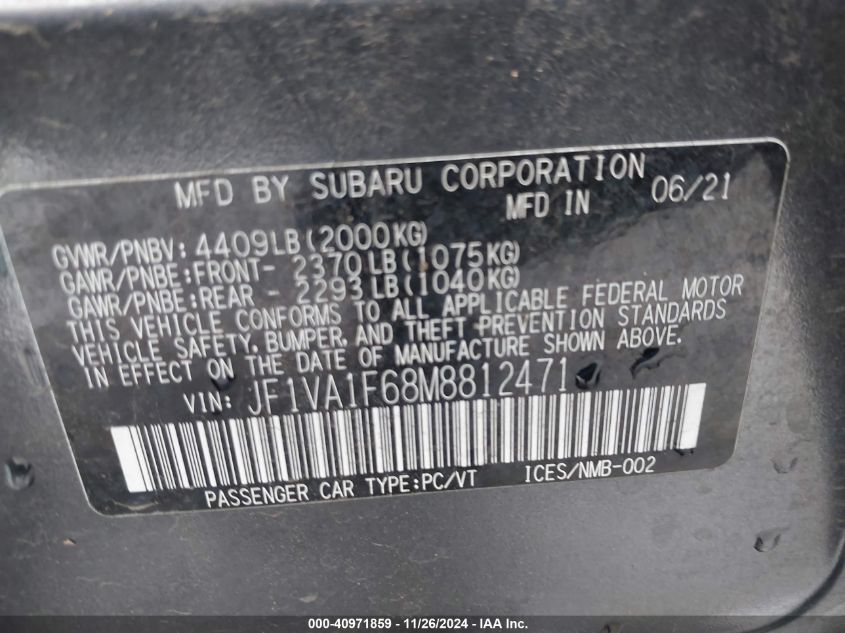 MFD BY SUBARU CORPORATION
MFD IN 06/21
GVWR/PNBV: 4409LB(2000KG)
GAWR/PNBE:FRONT- 2370LB(1075KG)
GAWR/PNBE:REAR - 2293LB(1040KG)
THIS VEHICLE CONFORMS TO ALL APPLICABLE FEDERAL MOTOR
VEHICLE SAFETY, BUMPER, AND THEFT PREVENTION STANDARDS
IN EFFECT ON THE DATE OF MANUFACTURE SHOWN ABOVE.
VIN: JF1VA1F68M8812471
PASSENGER CAR TYPE:PC/VT ICES/NMB-002
000-40971859 - 11/26/2024 - IAA Inc.